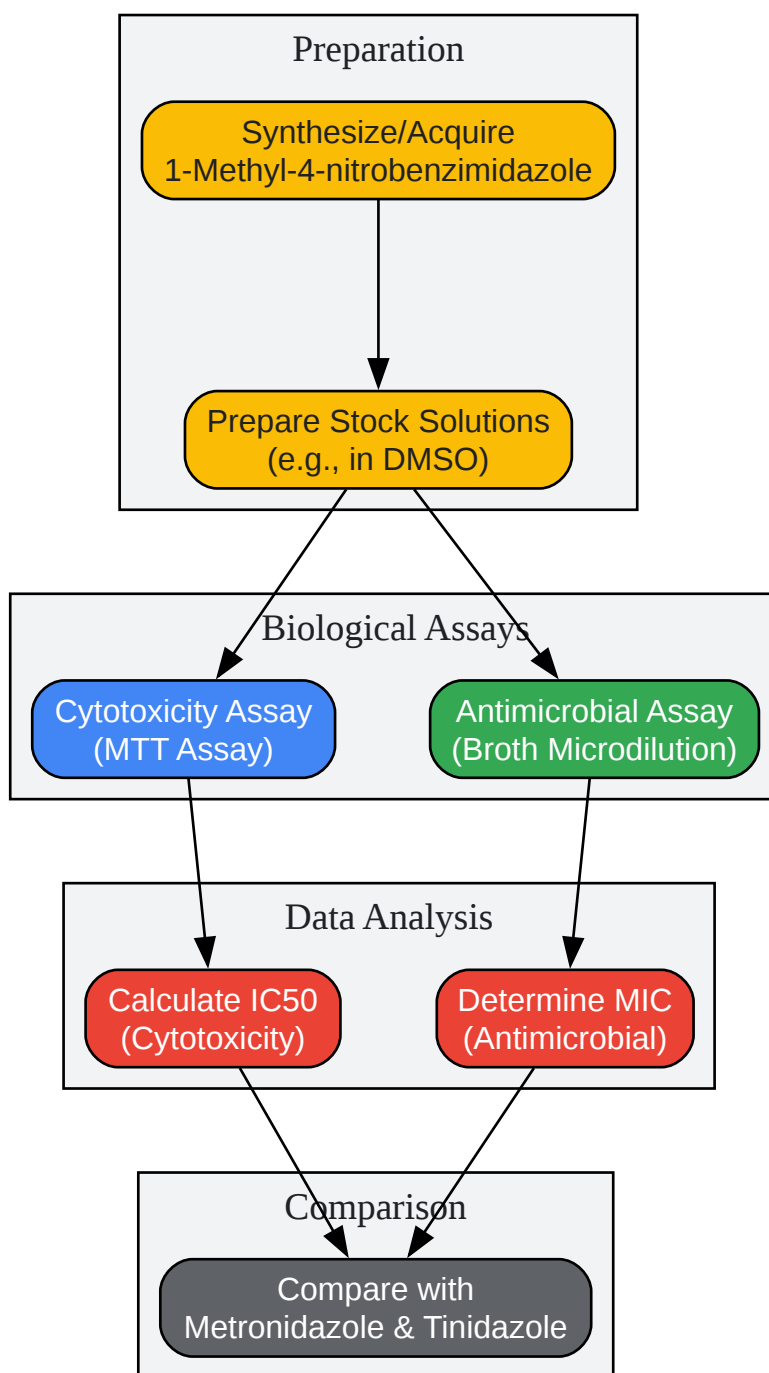 Preparation
Synthesize/Acquire
1-Methyl-4-nitrobenzimidazole
Prepare Stock Solutions
(e.g., in DMSO)
Biological Assays
Cytotoxicity Assay
(MTT Assay)
Antimicrobial Assay
(Broth Microdilution)
Data Analysis
Calculate IC50
(Cytotoxicity)
Determine MIC
(Antimicrobial)
Comparison
Compare with
Metronidazole & Tinidazole